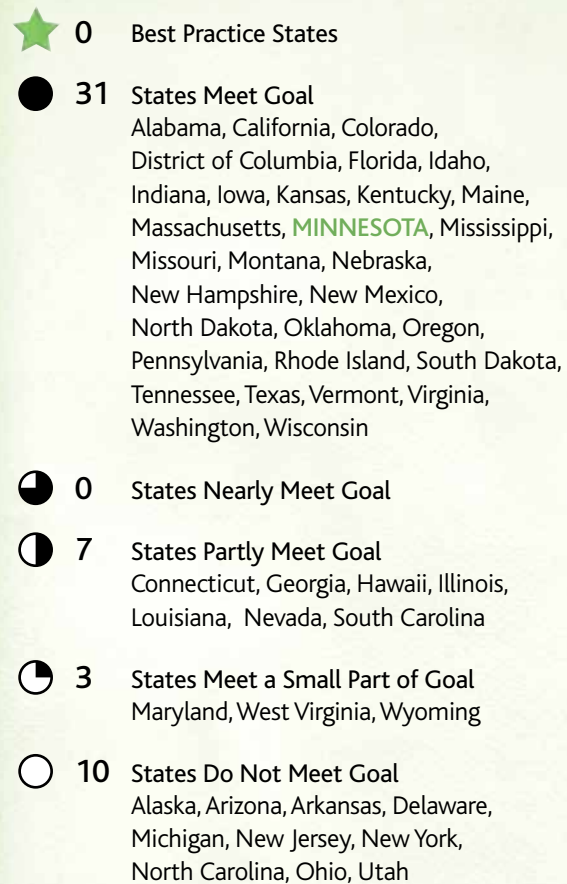 0 Best Practice States
31 States Meet Goal
Alabama, California, Colorado,
District of Columbia, Florida, Idaho,
Indiana, Iowa, Kansas, Kentucky, Maine,
Massachusetts, MINNESOTA, Mississippi,
Missouri, Montana, Nebraska,
New Hampshire, New Mexico,
North Dakota, Oklahoma, Oregon,
Pennsylvania, Rhode Island, South Dakota,
Tennessee, Texas, Vermont, Virginia,
Washington, Wisconsin
0 States Nearly Meet Goal
7 States Partly Meet Goal
Connecticut, Georgia, Hawaii, Illinois,
Louisiana, Nevada, South Carolina
3 States Meet a Small Part of Goal
Maryland, West Virginia, Wyoming
10 States Do Not Meet Goal
Alaska, Arizona, Arkansas, Delaware,
Michigan, New Jersey, New York,
North Carolina, Ohio, Utah